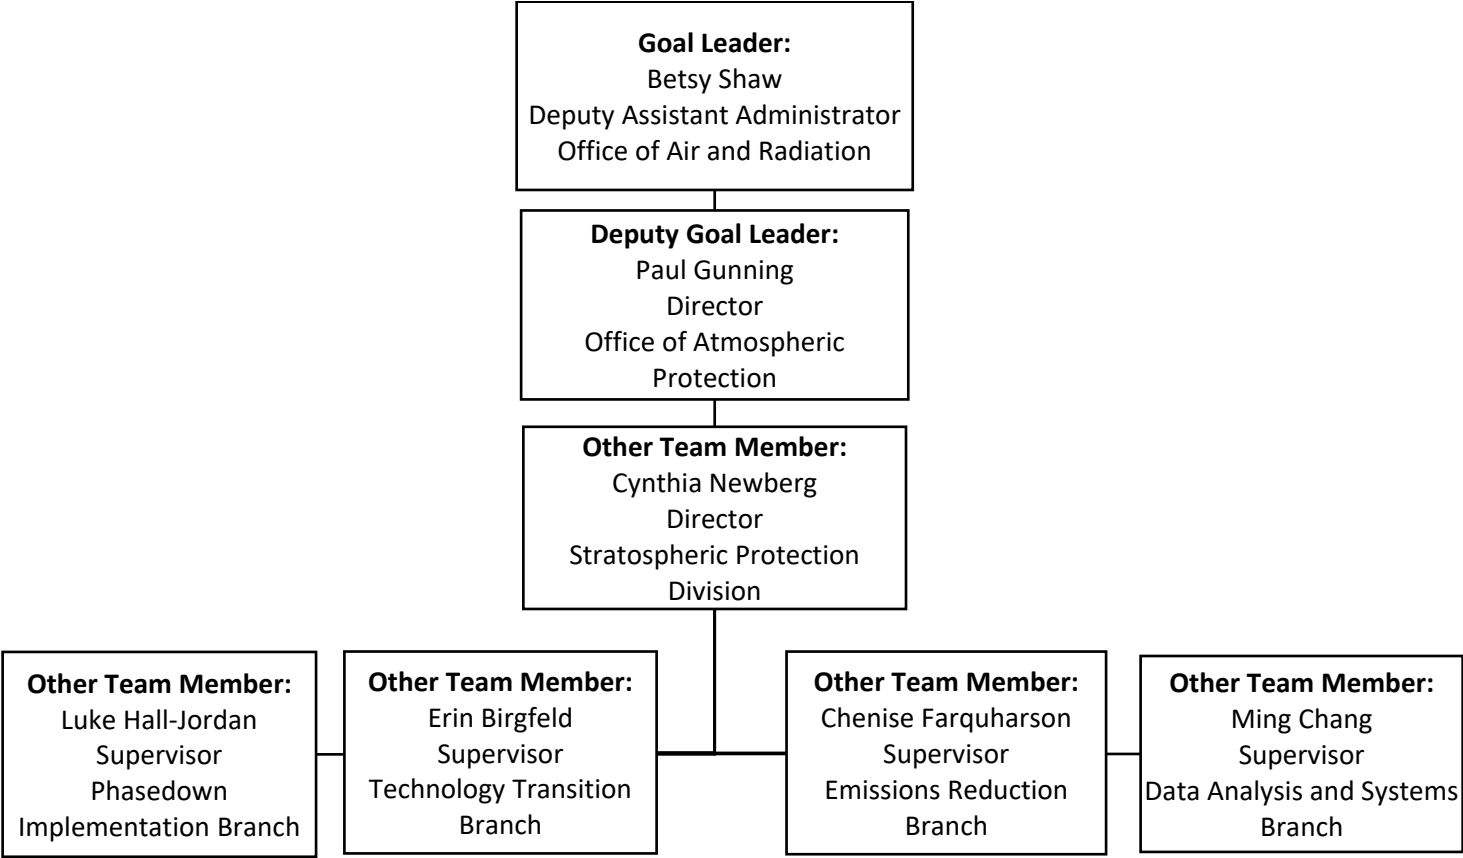 Goal Leader:
Betsy Shaw
Deputy Assistant Administrator
Office of Air and Radiation
Deputy Goal Leader:
Paul Gunning
Director
Office of Atmospheric
Protection
Other Team Member:
Cynthia Newberg
Director
Stratospheric Protection
Division
Other Team Member:
Luke Hall-Jordan
Supervisor
Phasedown
Implementation Branch
Other Team Member:
Erin Birgfeld
Supervisor
Technology Transition
Branch
Other Team Member:
Chenise Farquharson
Supervisor
Emissions Reduction
Branch
Other Team Member:
Ming Chang
Supervisor
Data Analysis and Systems
Branch